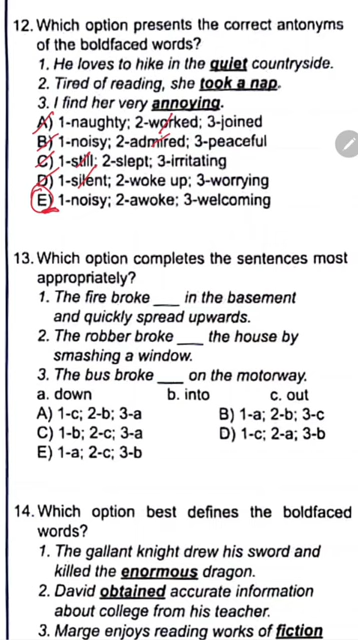 12. Which option presents the correct antonyms
of the boldfaced words?
1. He loves to hike in the quiet countryside.
2. Tired of reading, she took a nap.
3. I find her very annoying.
A) 1-naughty; 2-worked; 3-joined
B) 1-noisy; 2-admired; 3-peaceful
C) 1-still; 2-slept; 3-irritating
D) 1-silent; 2-woke up; 3-worrying
E) 1-noisy; 2-awoke; 3-welcoming
13. Which option completes the sentences most
appropriately?
1. The fire broke ___ in the basement
and quickly spread upwards.
2. The robber broke ___ the house by
smashing a window.
3. The bus broke ___ on the motorway.
a. down b. into c. out
A) 1-c; 2-b; 3-a B) 1-a; 2-b; 3-c
C) 1-b; 2-c; 3-a D) 1-c; 2-a; 3-b
E) 1-a; 2-c; 3-b
14. Which option best defines the boldfaced
words?
1. The gallant knight drew his sword and
killed the enormous dragon.
2. David obtained accurate information
about college from his teacher.
3. Marge enjoys reading works of fiction